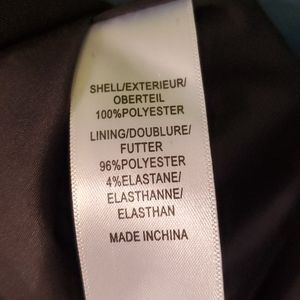 SHELL/EXTERIEUR/
OBERTEIL
100%POLYESTER
LINING/DOUBLURE/
FUTTER
96%POLYESTER
4%ELASTANE/
ELASTHANNE/
ELASTHAN
MADE INCHINA